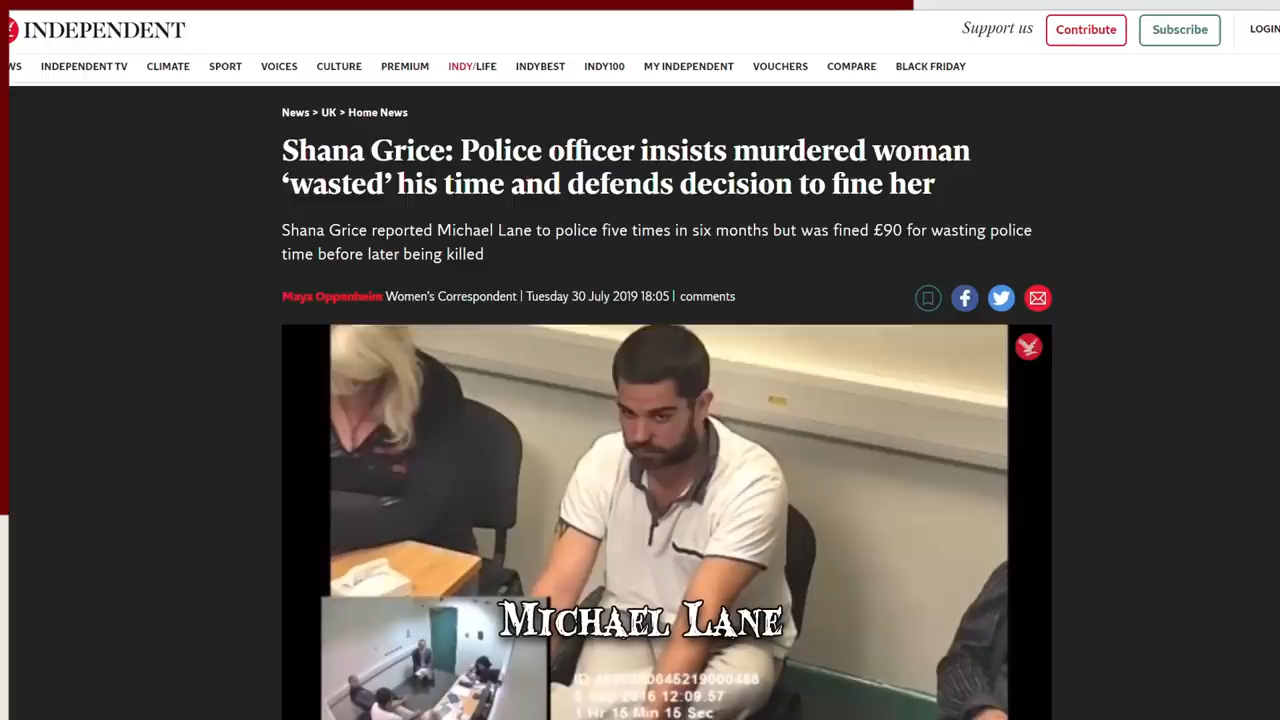 INDEPENDENT
Support us
Contribute
Subscribe
LOGIN
WS INDEPENDENT TV CLIMATE SPORT VOICES CULTURE PREMIUM INDY/LIFE INDYBEST INDY100 MY INDEPENDENT VOUCHERS COMPARE BLACK FRIDAY
News > UK > Home News
Shana Grice: Police officer insists murdered woman
‘wasted’ his time and defends decision to fine her
Shana Grice reported Michael Lane to police five times in six months but was fined £90 for wasting police
time before later being killed
Maya Oppenheim Women's Correspondent | Tuesday 30 July 2019 18:05 | comments
MICHAEL LANE
1 Hr 15 Min 15 Sec